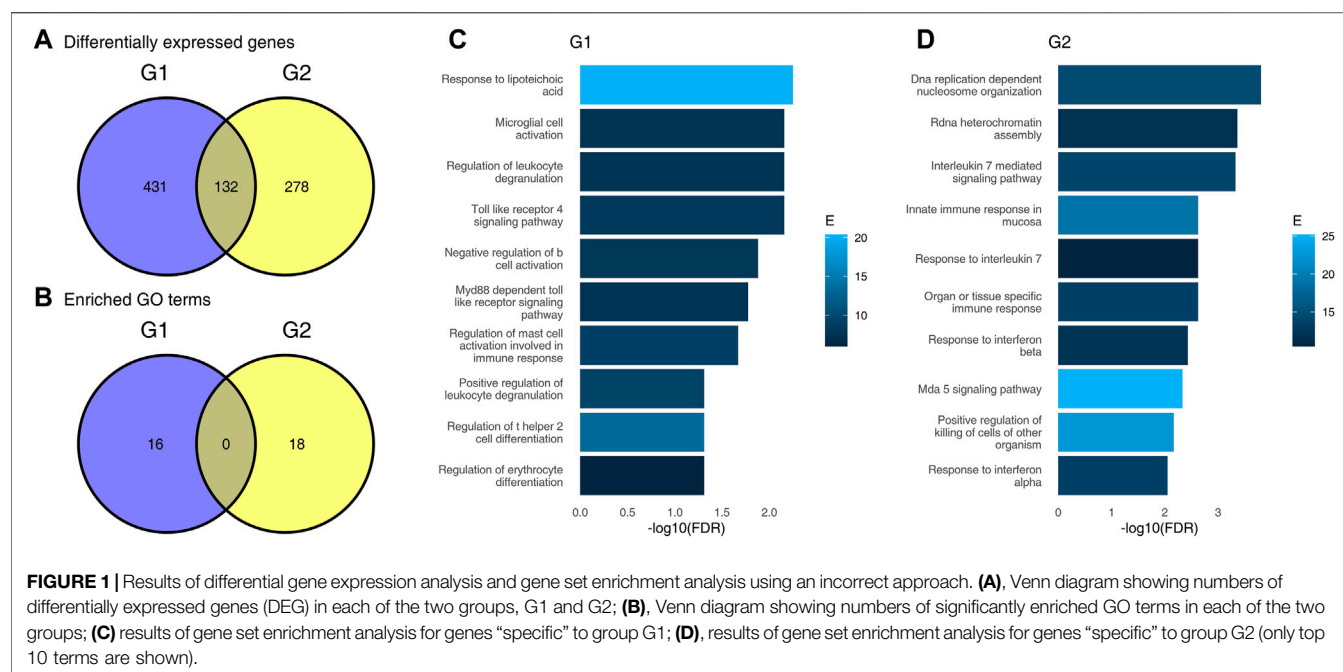 A Differentially expressed genes
G1
G2
431
132
278
B Enriched GO terms
G1
G2
16
0
18
C
G1
Response to lipoteichoic
acid
Microglial cell
activation
Regulation of leukocyte
degranulation
Toll like receptor 4
signaling pathway
Negative regulation of b
cell activation
Myd88 dependent toll
like receptor signaling
pathway
Regulation of mast cell
activation involved in
immune response
Positive regulation of
leukocyte degranulation
Regulation of t helper 2
cell differentiation
Regulation of erythrocyte
differentiation
0.0 0.5 1.0 1.5 2.0
-log10(FDR)
E
20
15
10
D
G2
Dna replication dependent
nucleosome organization
Rdna heterochromatin
assembly
Interleukin 7 mediated
signaling pathway
Innate immune response in
mucosa
Response to interleukin 7
Organ or tissue specific
immune response
Response to interferon
beta
Mda 5 signaling pathway
Positive regulation of
killing of cells of other
organism
Response to interferon
alpha
0 1 2 3
-log10(FDR)
E
25
20
15
FIGURE 1 | Results of differential gene expression analysis and gene set enrichment analysis using an incorrect approach. (A), Venn diagram showing numbers of
differentially expressed genes (DEG) in each of the two groups, G1 and G2; (B), Venn diagram showing numbers of significantly enriched GO terms in each of the two
groups; (C) results of gene set enrichment analysis for genes “specific” to group G1; (D), results of gene set enrichment analysis for genes “specific” to group G2 (only top
10 terms are shown).